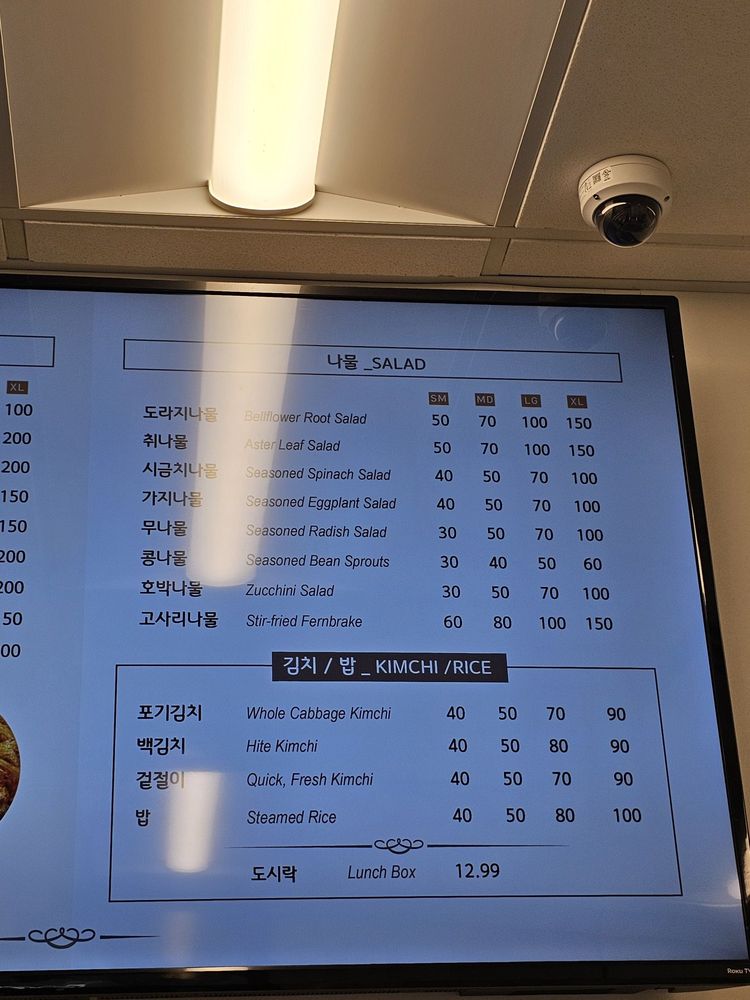 나물 _SALAD
XL
SM MD LG XL
100
200
200
150
150
200
200
50
00
도라지나물 Bellflower Root Salad 50 70 100 150
취나물 Aster Leaf Salad 50 70 100 150
시금치나물 Seasoned Spinach Salad 40 50 70 100
가지나물 Seasoned Eggplant Salad 40 50 70 100
무나물 Seasoned Radish Salad 30 50 70 100
콩나물 Seasoned Bean Sprouts 30 40 50 60
호박나물 Zucchini Salad 30 50 70 100
고사리나물 Stir-fried Fernbrake 60 80 100 150
김치 / 밥 _ KIMCHI /RICE
포기김치 Whole Cabbage Kimchi 40 50 70 90
백김치 Hite Kimchi 40 50 80 90
겉절이 Quick, Fresh Kimchi 40 50 70 90
밥 Steamed Rice 40 50 80 100
도시락 Lunch Box 12.99
Roku TV